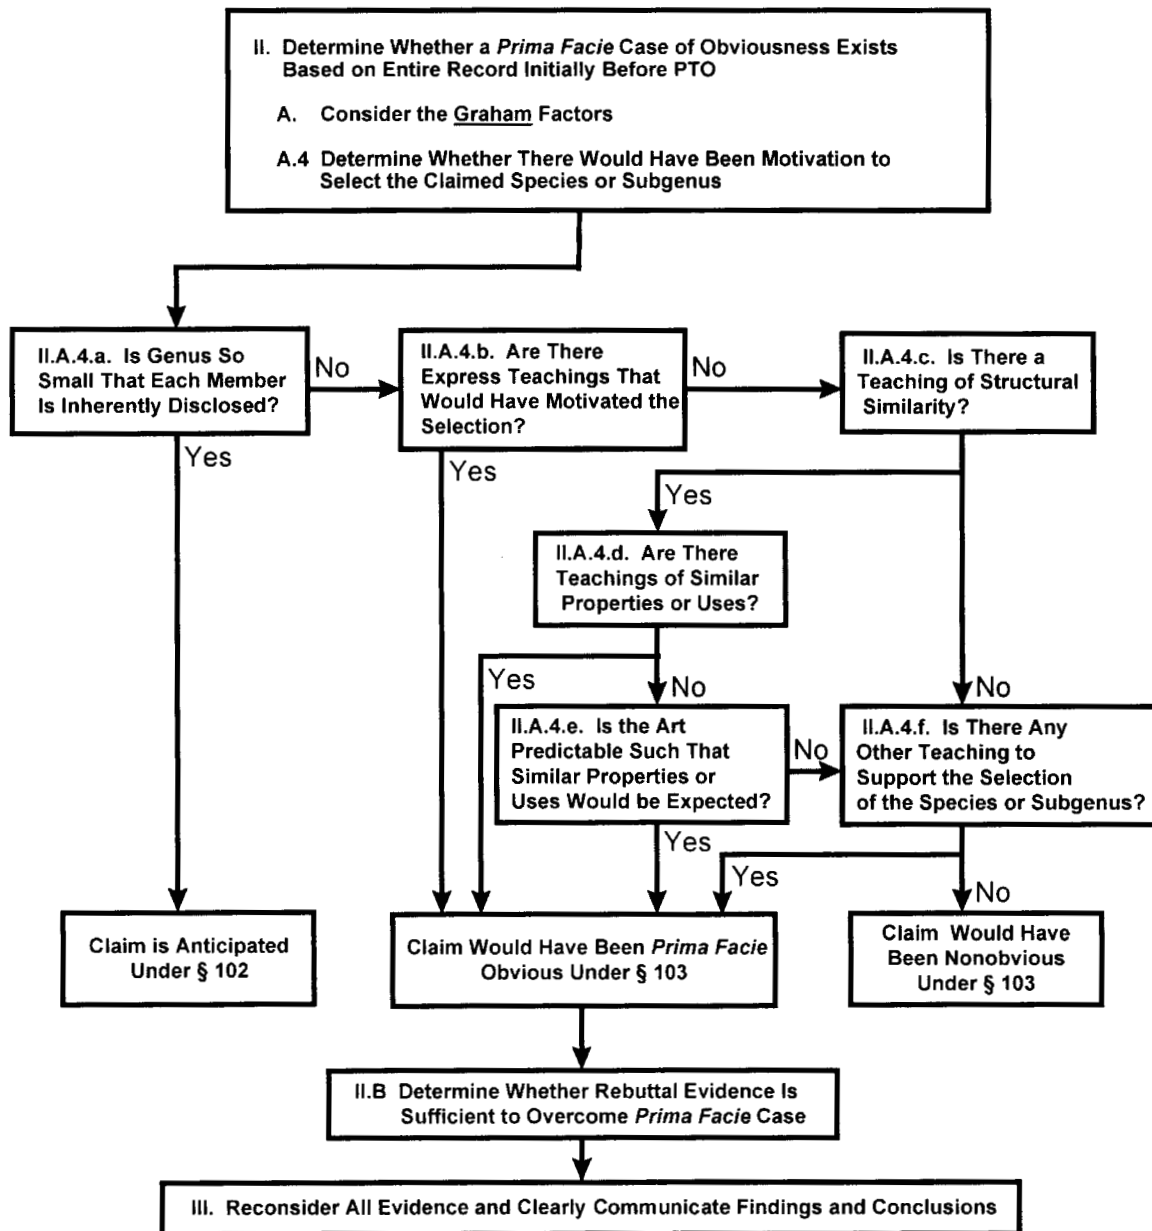 II. Determine Whether a Prima Facie Case of Obviousness Exists
Based on Entire Record Initially Before PTO
A. Consider the Graham Factors
A.4 Determine Whether There Would Have Been Motivation to
Select the Claimed Species or Subgenus
II.A.4.a. Is Genus So
Small That Each Member
Is Inherently Disclosed?
No
II.A.4.b. Are There
Express Teachings That
Would Have Motivated the
Selection?
No
II.A.4.c. Is There a
Teaching of Structural
Similarity?
Yes
Yes
Yes
II.A.4.d. Are There
Teachings of Similar
Properties or Uses?
Yes
No
No
II.A.4.e. Is the Art
Predictable Such That
Similar Properties or
Uses Would be Expected?
No
II.A.4.f. Is There Any
Other Teaching to
Support the Selection
of the Species or Subgenus?
Yes
Yes
No
Claim is Anticipated
Under § 102
Claim Would Have Been Prima Facie
Obvious Under § 103
Claim Would Have
Been Nonobvious
Under § 103
II.B Determine Whether Rebuttal Evidence Is
Sufficient to Overcome Prima Facie Case
III. Reconsider All Evidence and Clearly Communicate Findings and Conclusions